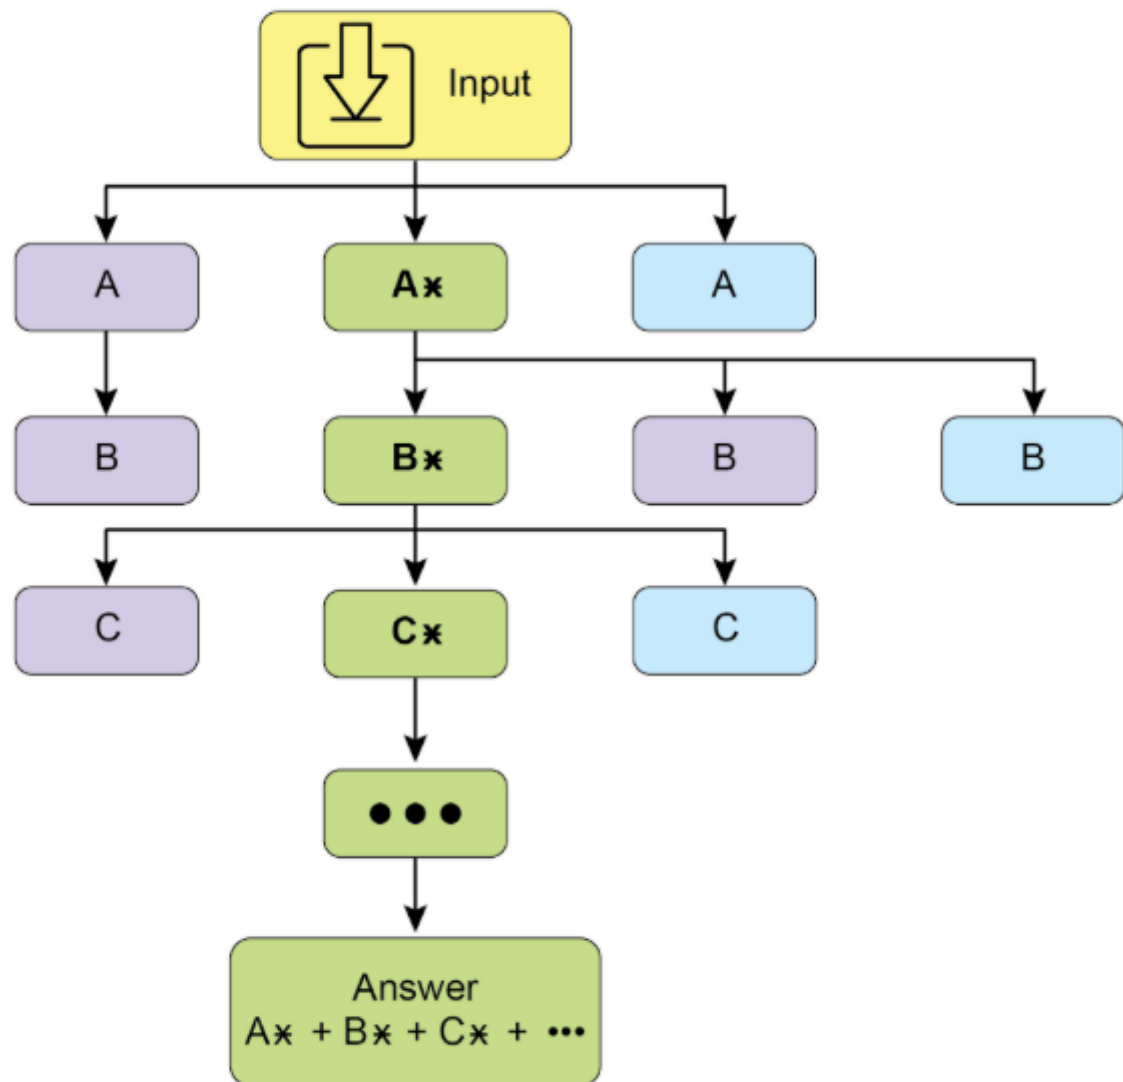 Input
A
A*
A
B
B*
B
B
C
C*
C
•••
Answer
A* + B* + C* + •••